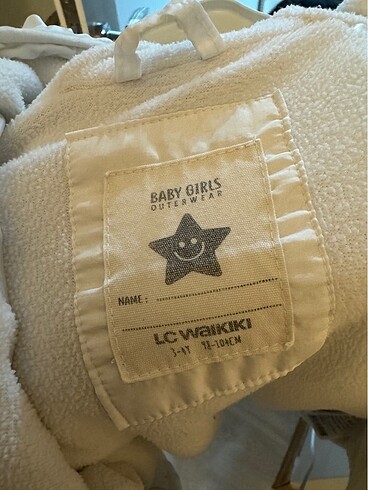 BABY GIRLS
OUTERWEAR
NAME :
LC WAIKIKI
3-4Y 98-104CM